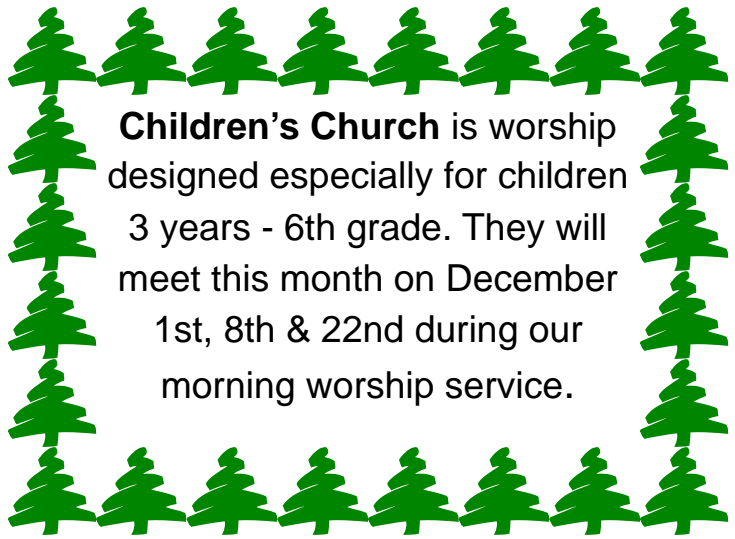 Children’s Church is worship
designed especially for children
3 years - 6th grade. They will
meet this month on December
1st, 8th & 22nd during our
morning worship service.